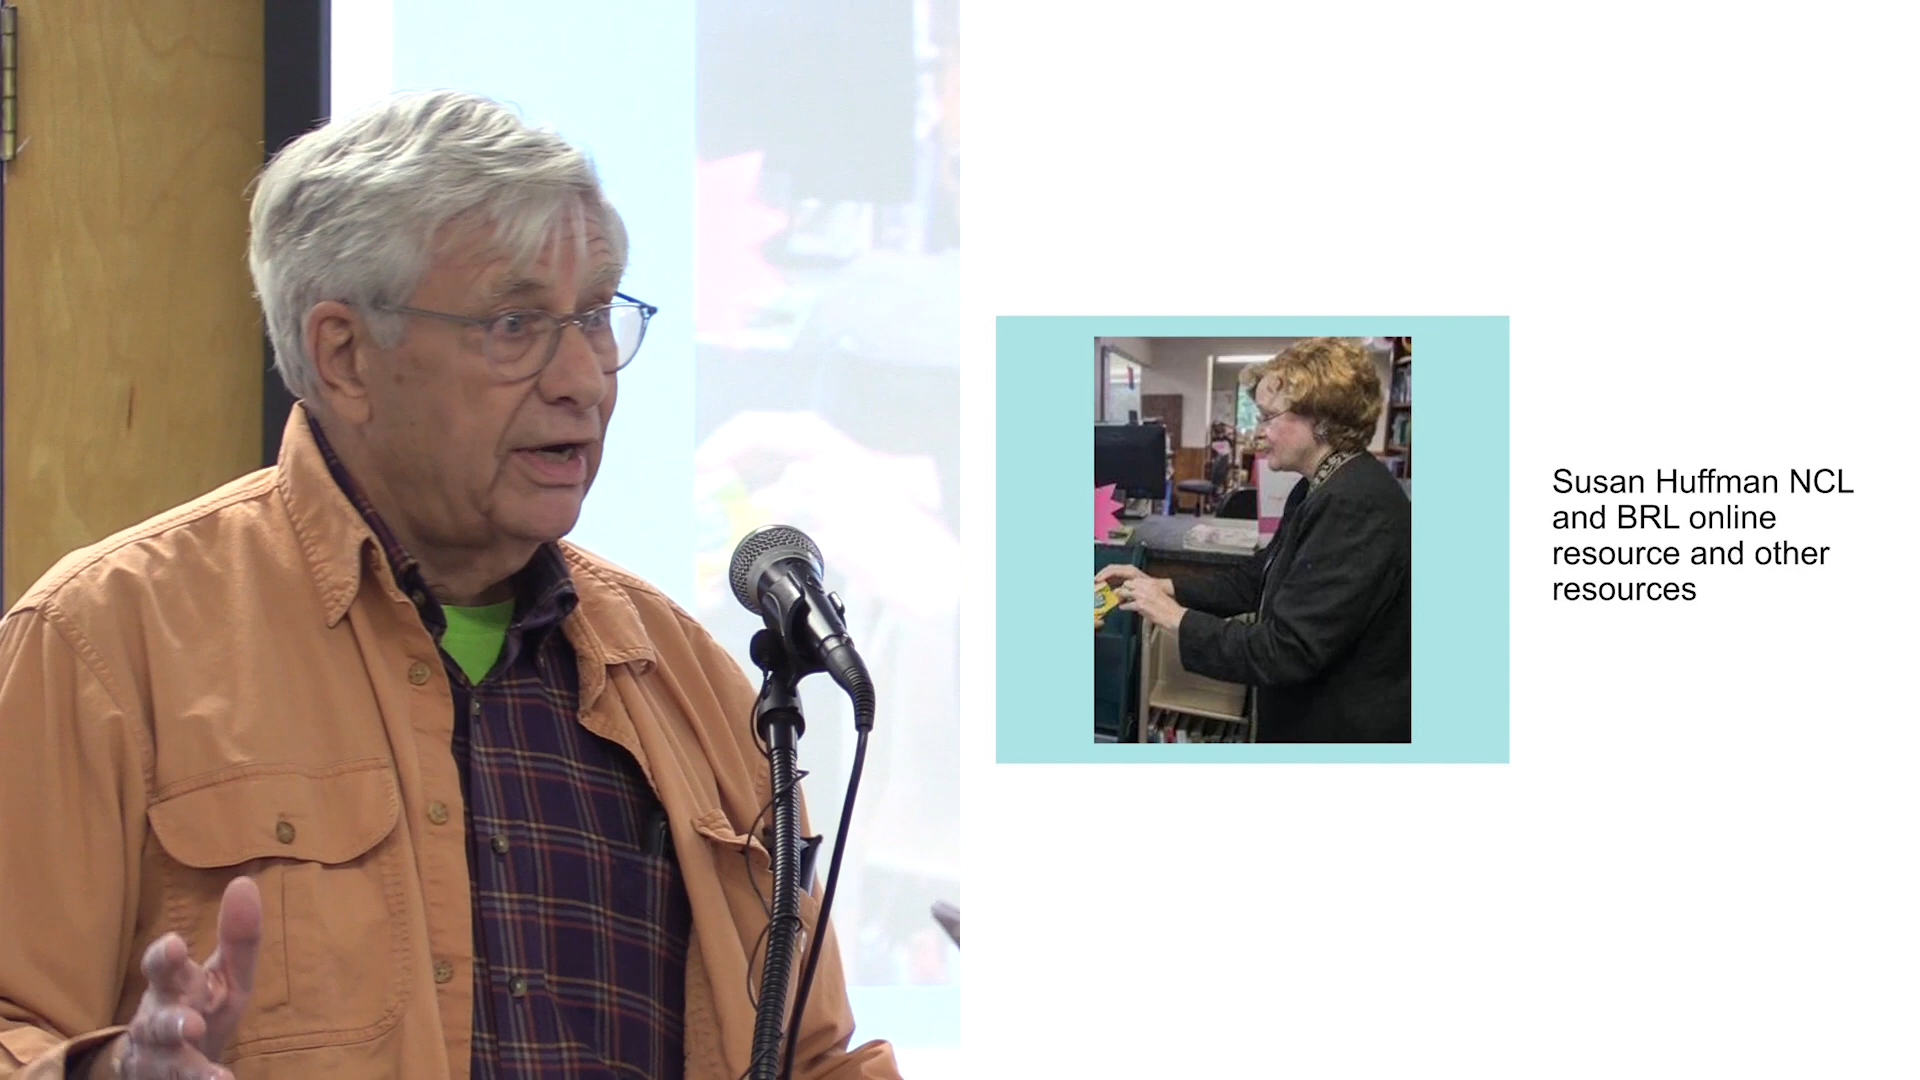 Susan Huffman NCL
and BRL online
resource and other
resources